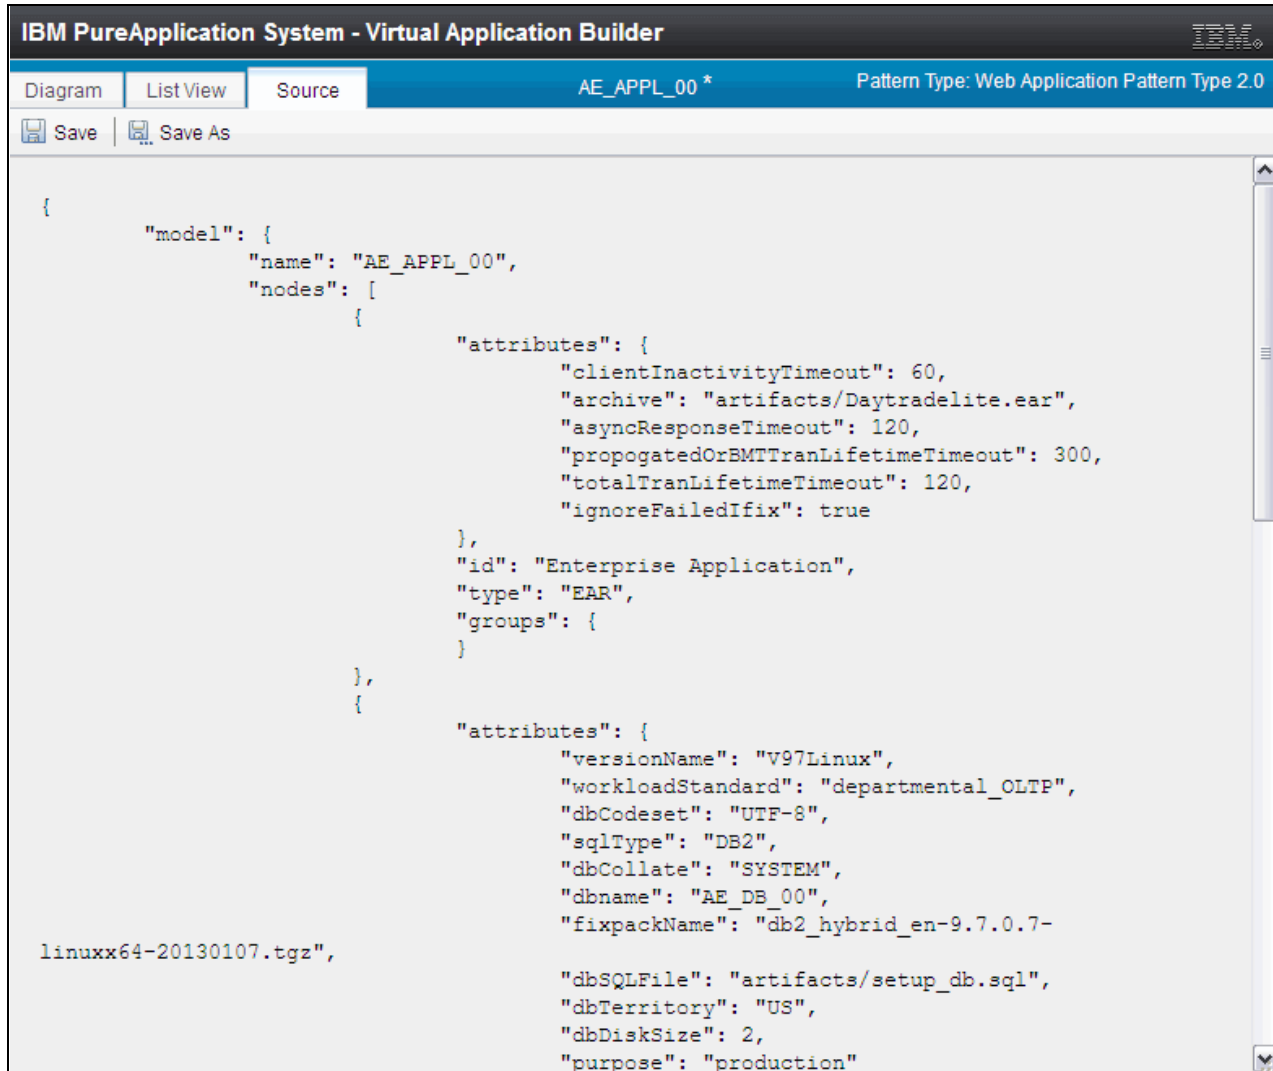 IBM PureApplication System - Virtual Application Builder
IBM®
Diagram List View Source AE_APPL_00 * Pattern Type: Web Application Pattern Type 2.0
Save Save As
{
"model": {
"name": "AE_APPL_00",
"nodes": [
{
"attributes": {
"clientInactivityTimeout": 60,
"archive": "artifacts/Daytradelite.ear",
"asyncResponseTimeout": 120,
"propogatedOrBMTTranLifetimeTimeout": 300,
"totalTranLifetimeTimeout": 120,
"ignoreFailedIfix": true
},
"id": "Enterprise Application",
"type": "EAR",
"groups": {
}
},
{
"attributes": {
"versionName": "V97Linux",
"workloadStandard": "departmental_OLTP",
"dbCodeset": "UTF-8",
"sqlType": "DB2",
"dbCollate": "SYSTEM",
"dbname": "AE_DB_00",
"fixpackName": "db2_hybrid_en-9.7.0.7-
linuxx64-20130107.tgz",
"dbSQLFile": "artifacts/setup_db.sql",
"dbTerritory": "US",
"dbDiskSize": 2,
"purpose": "production"